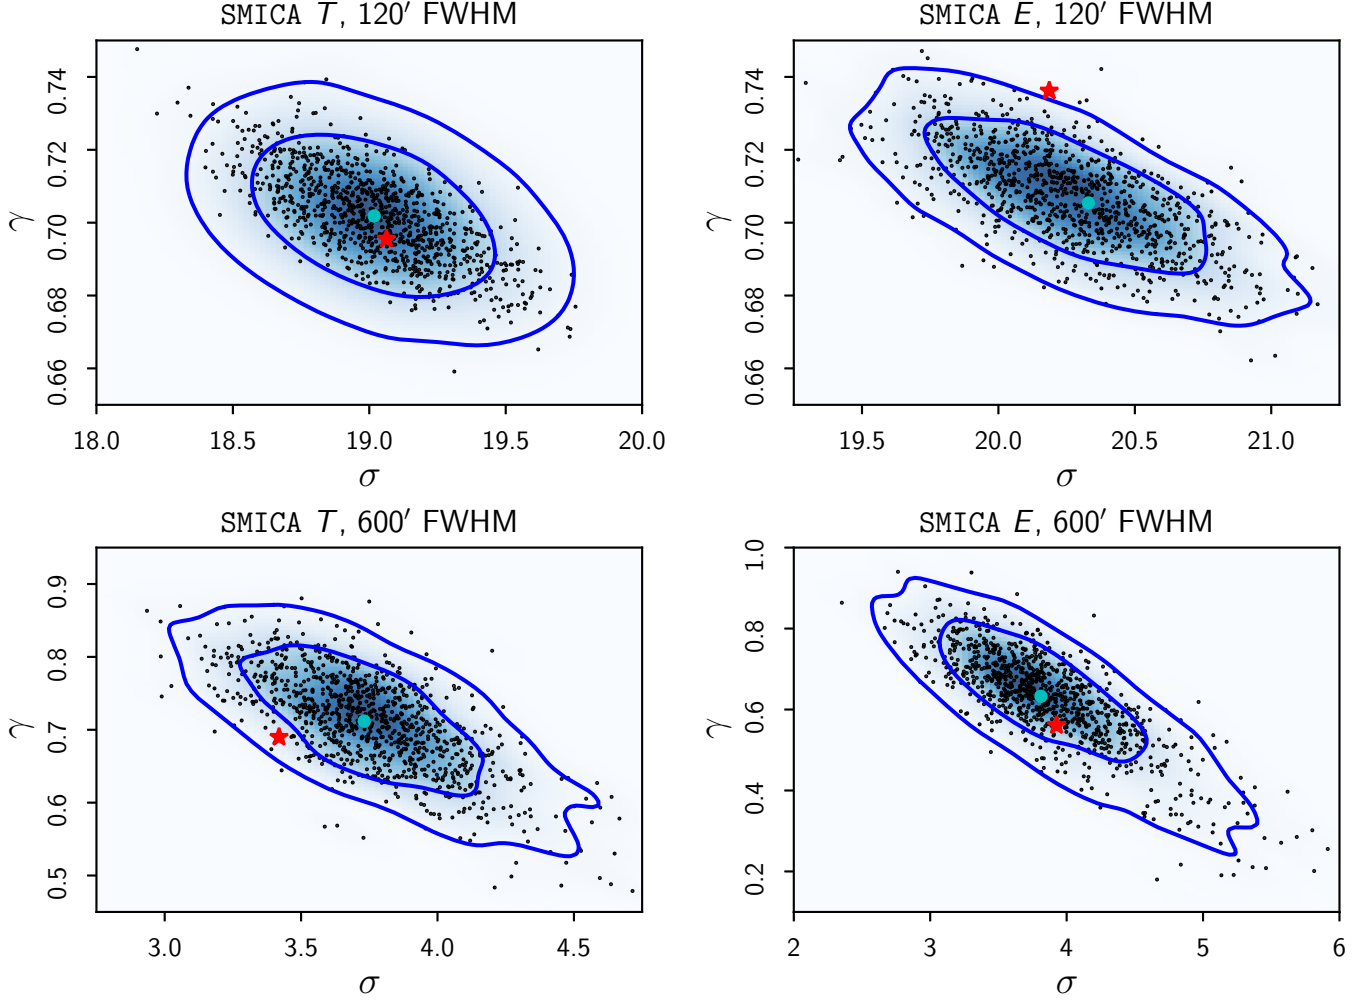 SMICA T, 120′ FWHM
0.74
0.72
0.70
0.68
0.66
γ
18.0 18.5 19.0 19.5 20.0
σ
SMICA E, 120′ FWHM
0.74
0.72
0.70
0.68
0.66
γ
19.5 20.0 20.5 21.0
σ
SMICA T, 600′ FWHM
0.9
0.8
0.7
0.6
0.5
γ
3.0 3.5 4.0 4.5
σ
SMICA E, 600′ FWHM
1.0
0.8
0.6
0.4
0.2
γ
2 3 4 5 6
σ